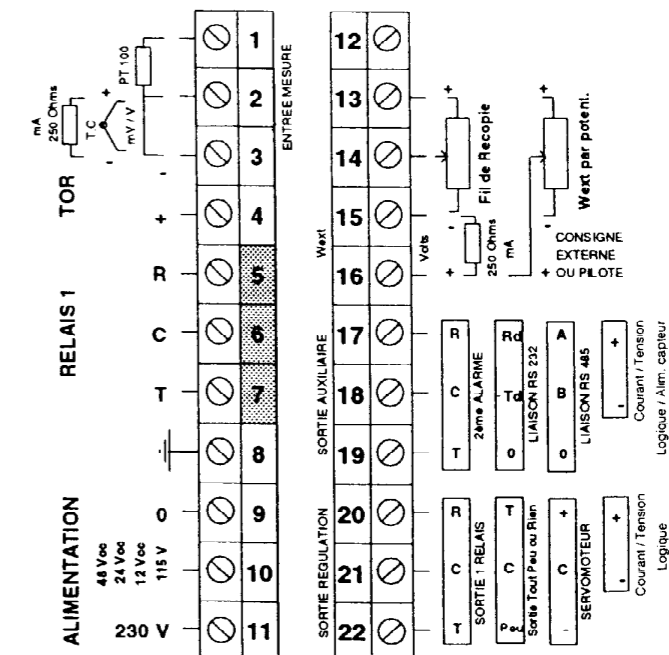 1
2
3
4
5
6
7
8
9
10
11
12
13
14
15
16
17
18
19
20
21
22
ENTREE MESURE
PT 100
mA
250 Ohms
T.C
mV / V
+
-
TOR
-
+
RELAIS 1
R
C
T
ALIMENTATION
0
48 Vcc
24 Vcc
12 Vcc
115 V
230 V
Wext
SORTIE AUXILIAIRE
SORTIE REGULATION
+
-
Fil de Recopie
+
-
Wext par potent.
Volts
-
+
250 Ohms
mA
-
+
CONSIGNE
EXTERNE
OU PILOTE
R
C
T
2ème ALARME
Rd
Td
0
LIAISON RS 232
A
B
0
LIAISON RS 485
+
-
Courant / Tension
Logique / Alim. capteur
R
C
T
SORTIE 1 RELAIS
T
C
Peu
Sortie Tout Peu ou Rien
+
C
-
SERVOMOTEUR
+
-
Courant / Tension
Logique